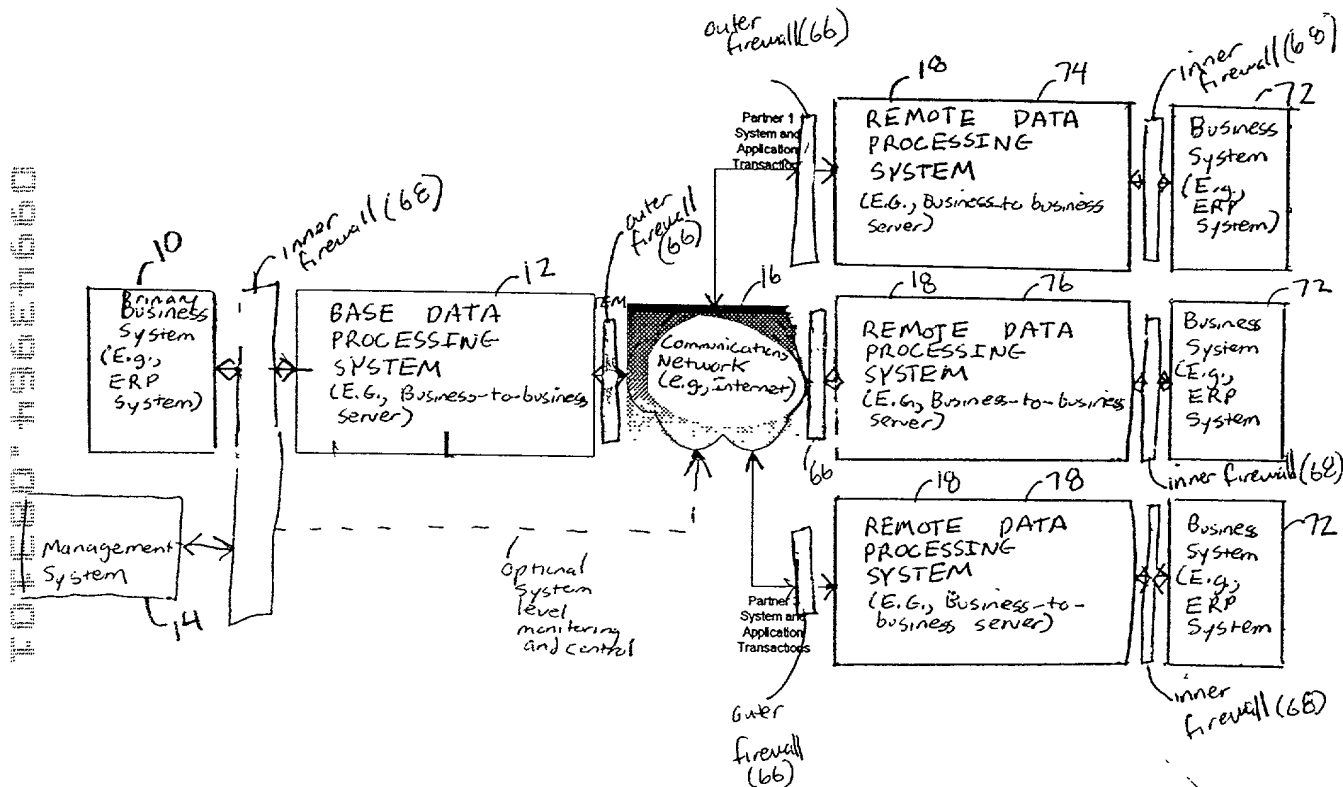 outer
firewall (66)
18
74
inner
firewall (68)
72
Partner 1
System and
Application
Transactions
REMOTE DATA
PROCESSING
SYSTEM
(E.G., Business-to business
server)
Business
System
(E.g.,
ERP
System)
10
inner
firewall (68)
outer
firewall
(66)
12
16
18
76
72
Primary
Business
System
(E.g.,
ERP
System)
BASE DATA
PROCESSING
SYSTEM
(E.G., Business-to-business
server)
EM
Communications
Network
(e.g., internet)
REMOTE DATA
PROCESSING
SYSTEM
(E.G., Business-to-business
server)
Business
System
(E.g.,
ERP
System
66
inner firewall (68)
Management
System
14
optional
system
level
monitoring
and control
18
78
72
Partner
System and
Application
Transactions
REMOTE DATA
PROCESSING
SYSTEM
(E.G., Business-to-
business server)
Business
System
(E.g.,
ERP
System
outer
firewall
(66)
inner
firewall (68)